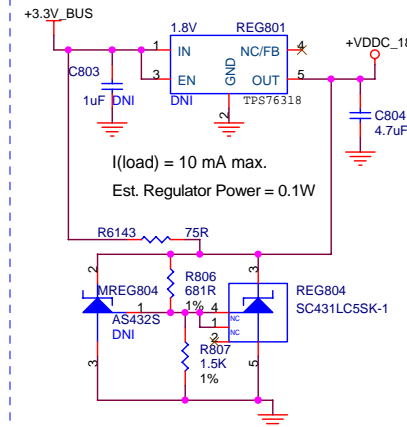 +3.3V_BUS
1.8V REG801
+VDDC_18
1 IN NC/FB 4
C803
3 EN OUT 5
GND
1uF DNI
DNI 2 TPS76318
C804
4.7uF
I(load) = 10 mA max.
Est. Regulator Power = 0.1W
R6143 75R
2 3
MREG804 R806 REG804
681R SC431LC5SK-1
1 1% 4 NC
AS432S 1 NC
DNI 2
R807
3 1.5K 5
1%